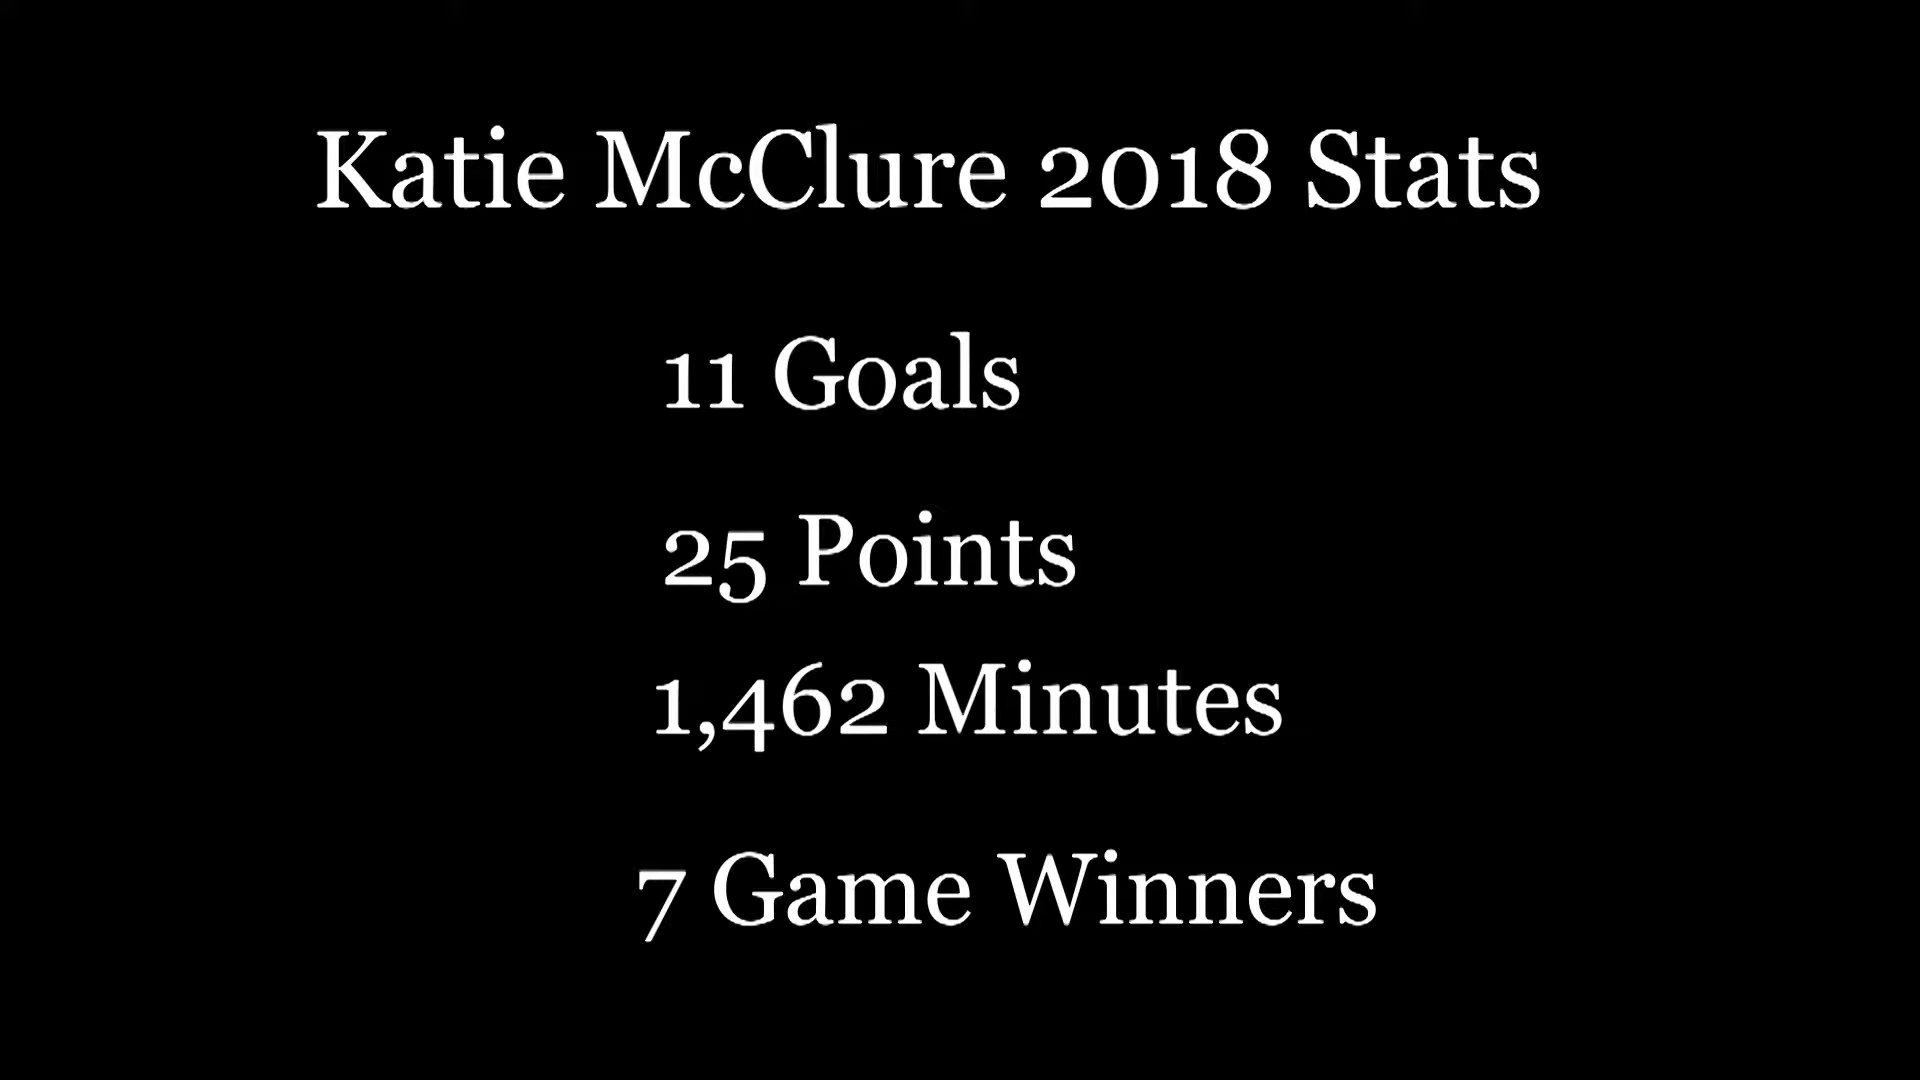 Katie McClure 2018 Stats
11 Goals
25 Points
1,462 Minutes
7 Game Winners